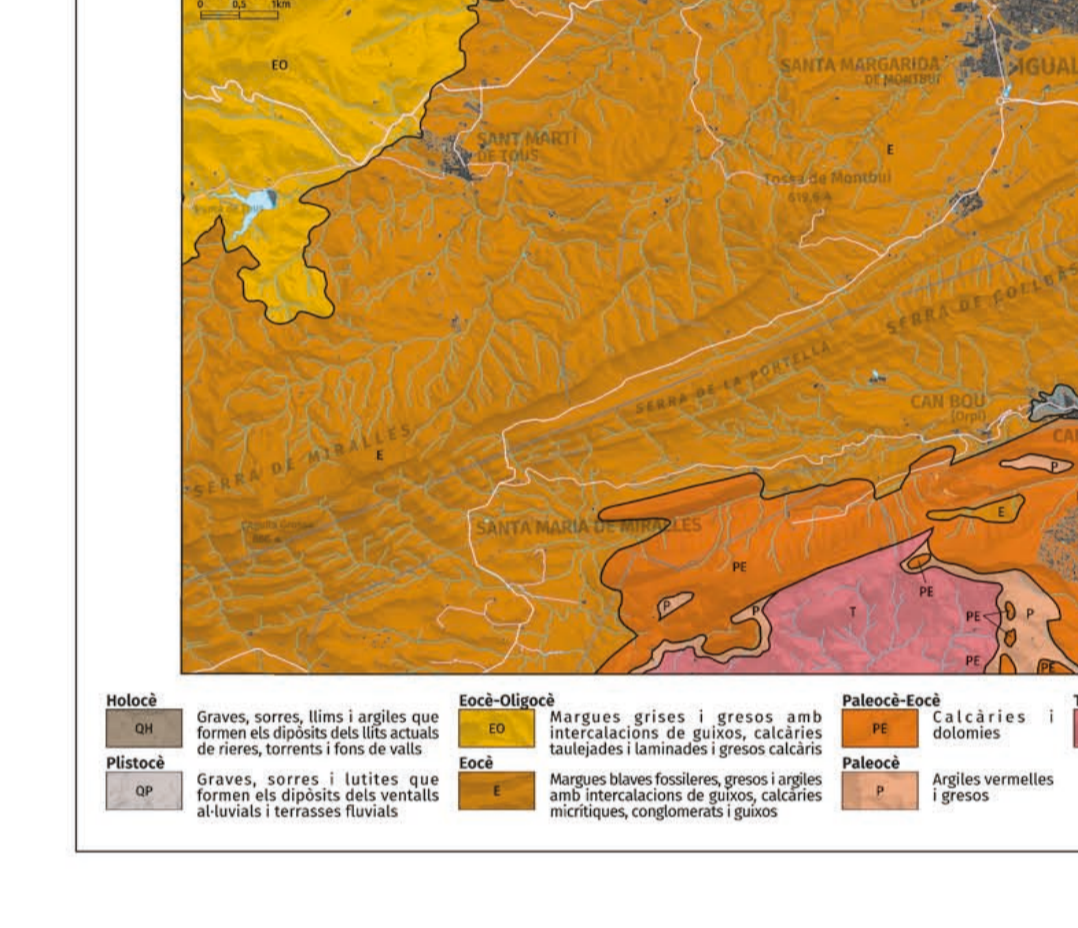 0 0,5 1km
EO
SANTA MARGARIDA
DE MONTBUI
IGUAL
SANT MARTÍ
DE TOUS
E
Tossa de Montbui
SERRA DE COLLBÀS
SERRA DE LA PORTELLA
CAN BOU
(Orpí)
CA
SERRA DE MIRALLES
E
P
E
SANTA MARIA DE MIRALLES
PE
PE
P
P
T
PE
P
PE
PE
Holocè
QH
Graves, sorres, llims i argiles que
formen els dipòsits dels llits actuals
de rieres, torrents i fons de valls
Plistocè
QP
Graves, sorres i lutites que
formen els dipòsits dels ventalls
al·luvials i terrasses fluvials
Eocè-Oligocè
EO
Margues grises i gresos amb
intercalacions de guixos, calcàries
taulejades i laminades i gresos calcàris
Eocè
E
Margues blaves fossileres, gresos i argiles
amb intercalacions de guixos, calcàries
micrítiques, conglomerats i guixos
Paleocè-Eocè
PE
Calcàries i
dolomies
Paleocè
P
Argiles vermelles
i gresos
T